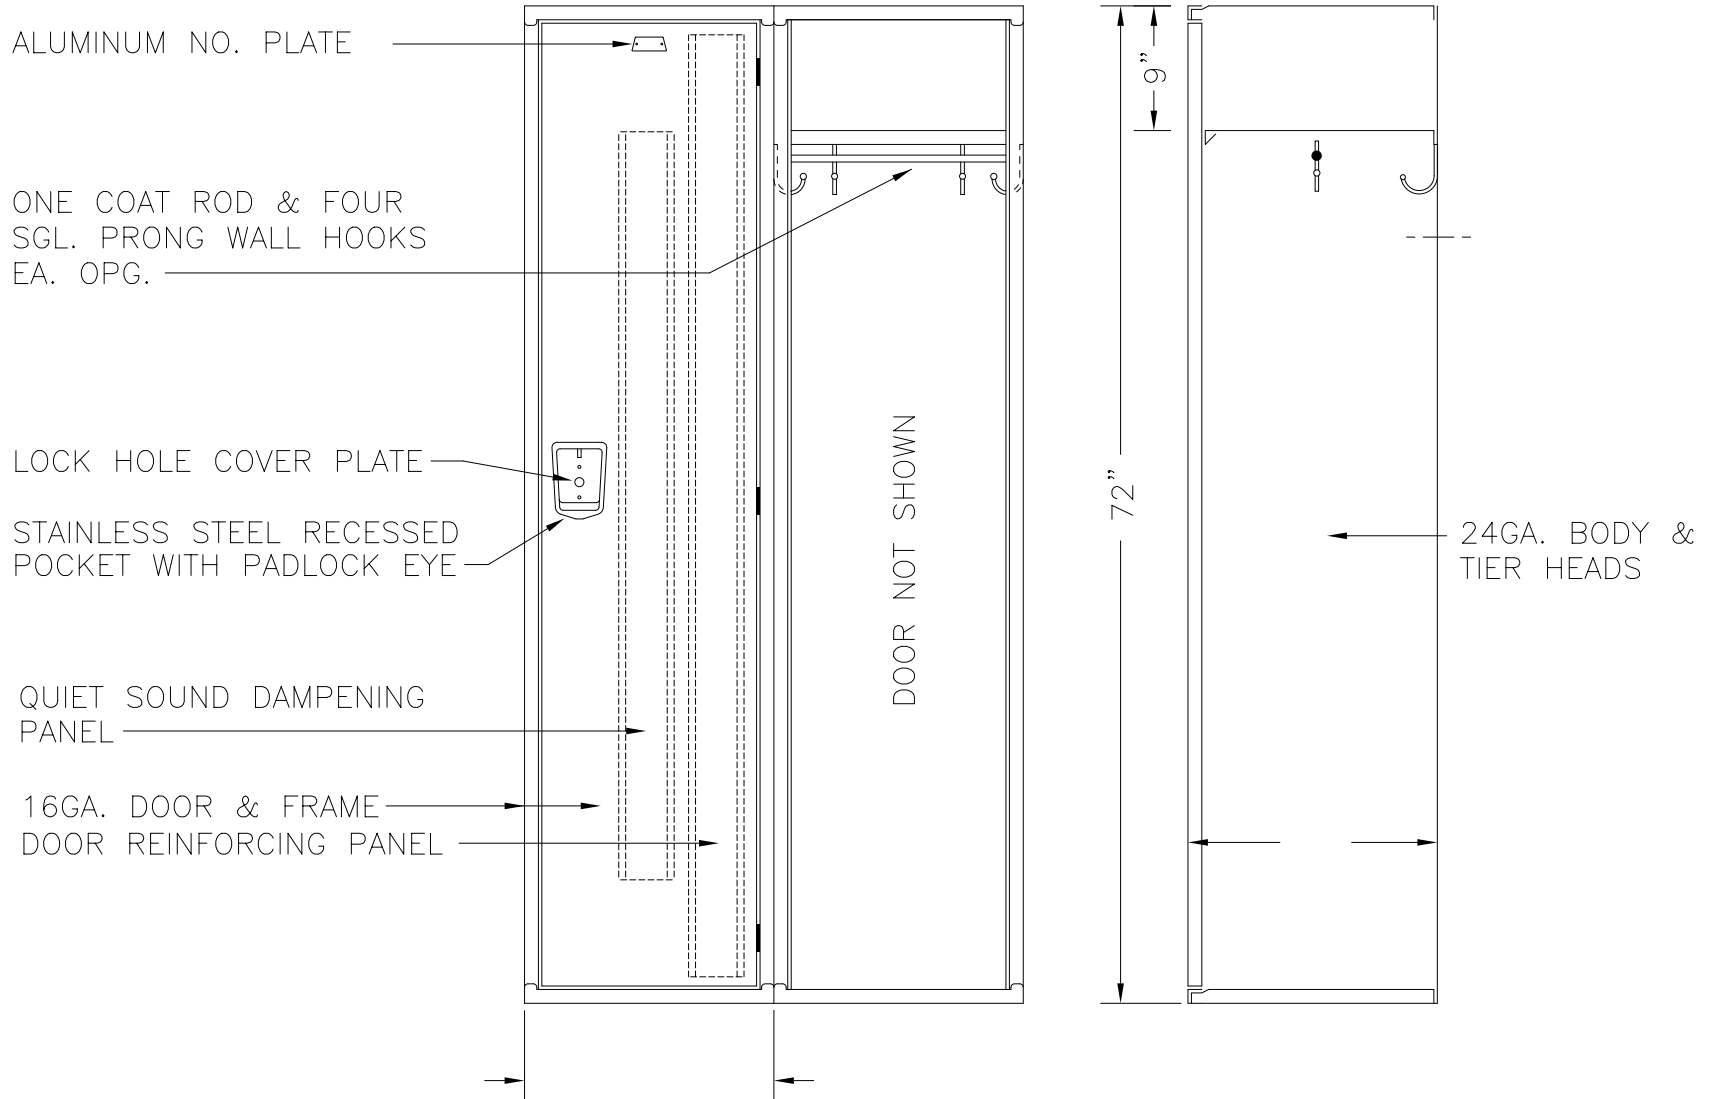 ALUMINUM NO. PLATE
9”
ONE COAT ROD & FOUR
SGL. PRONG WALL HOOKS
EA. OPG.
LOCK HOLE COVER PLATE
STAINLESS STEEL RECESSED
POCKET WITH PADLOCK EYE
DOOR NOT SHOWN
72”
24GA. BODY &
TIER HEADS
QUIET SOUND DAMPENING
PANEL
16GA. DOOR & FRAME
DOOR REINFORCING PANEL